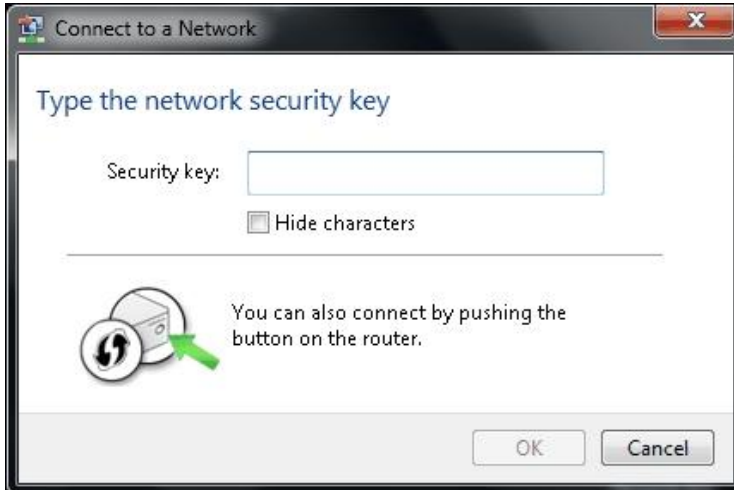 Connect to a Network
Type the network security key
Security key:
Hide characters
You can also connect by pushing the
button on the router.
OK
Cancel